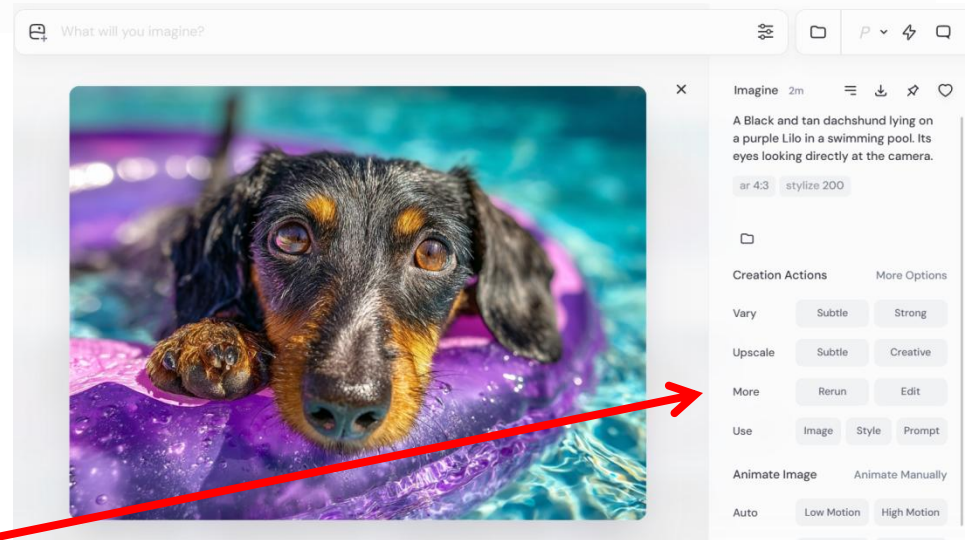 What will you imagine?
P
Imagine 2m
A Black and tan dachshund lying on
a purple Lilo in a swimming pool. Its
eyes looking directly at the camera.
ar 4:3 stylize 200
Creation Actions More Options
Vary Subtle Strong
Upscale Subtle Creative
More Rerun Edit
Use Image Style Prompt
Animate Image Animate Manually
Auto Low Motion High Motion